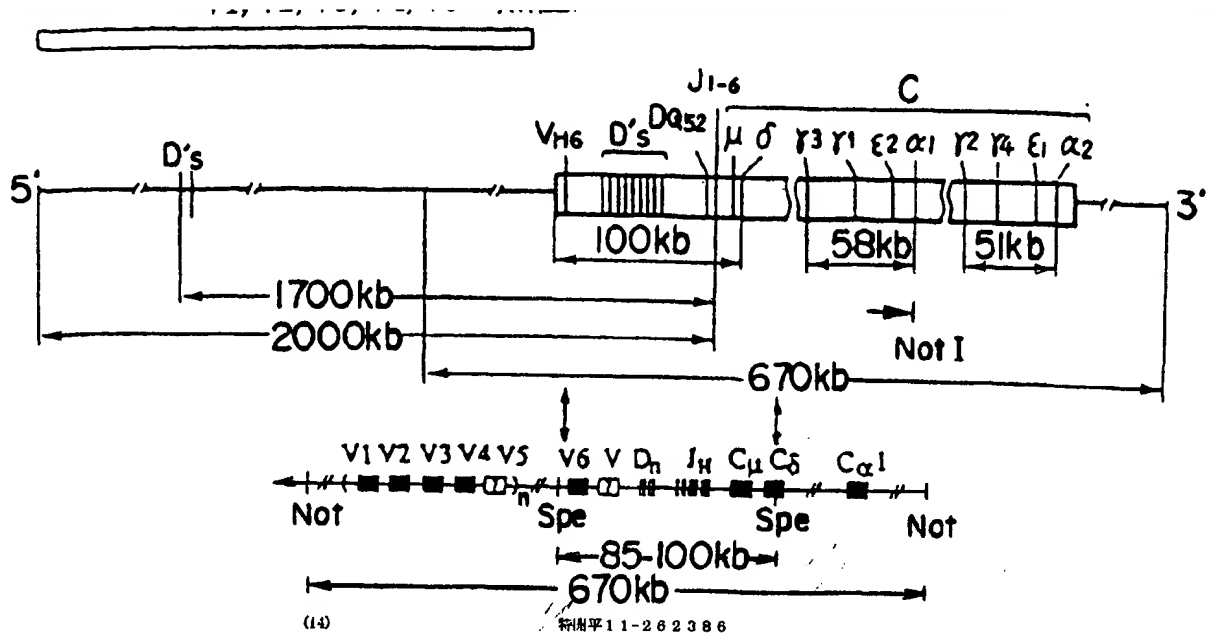 J1-6
C
VH6 D's DQ52 μ δ γ3 γ1 ε2 α1 γ2 γ4 ε1 α2
D's
5' 3'
100kb 58kb 51kb
1700kb
2000kb
Not I
670kb
V1 V2 V3 V4 V5 V6 V Dn JH Cμ Cδ Cα1
n
Not Spe Spe Not
85-100kb
670kb
(14) 特開平11-262386